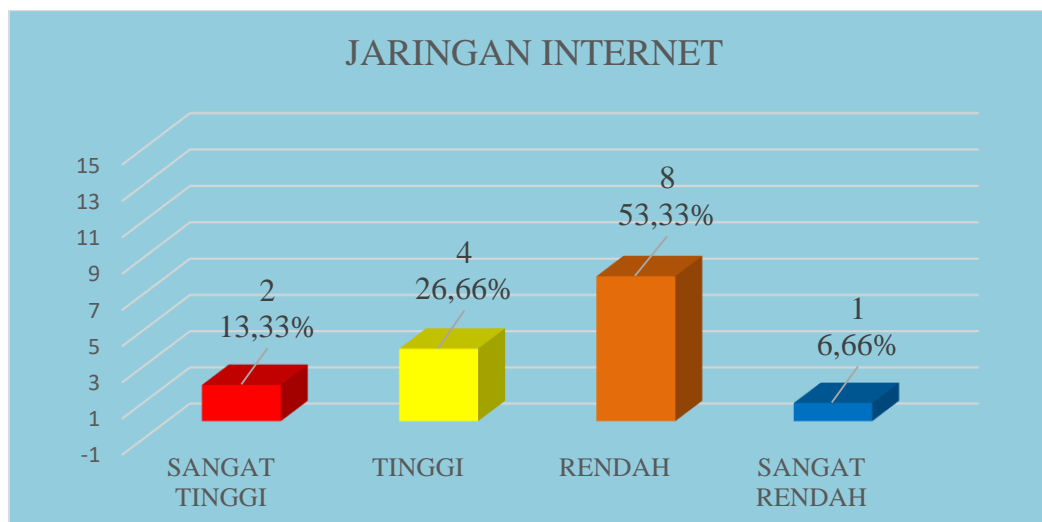 JARINGAN INTERNET
15
13
11
9
7
5
3
1
-1
2
13,33%
4
26,66%
8
53,33%
1
6,66%
SANGAT
TINGGI
TINGGI
RENDAH
SANGAT
RENDAH